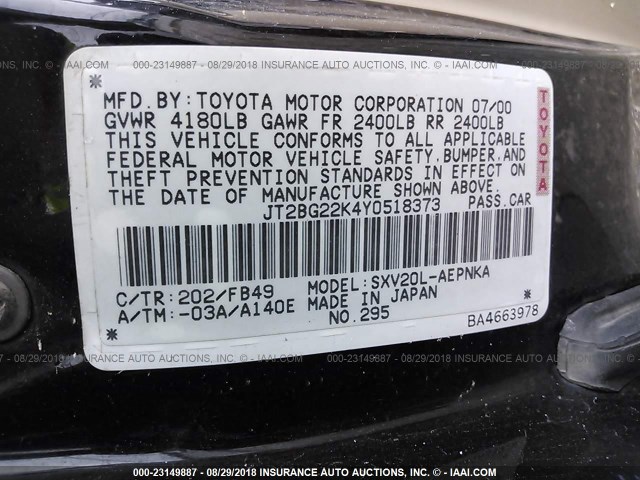 000-23149887 - 08/29/2018 INSURANCE AUTO AUCTIONS, INC. - © - IAAI.COM
MFD.BY:TOYOTA MOTOR CORPORATION 07/00
GVWR 4180LB GAWR FR 2400LB RR 2400LB
THIS VEHICLE CONFORMS TO ALL APPLICABLE
FEDERAL MOTOR VEHICLE SAFETY,BUMPER,AND
THEFT PREVENTION STANDARDS IN EFFECT ON
THE DATE OF MANUFACTURE SHOWN ABOVE.
JT2BG22K4Y0518373 PASS.CAR
TOYOTA
C/TR:202/FB49 MODEL:SXV20L-AEPNKA
A/TM:-03A/A140E MADE IN JAPAN
NO.295 BA4663978
000-23149887 - 08/29/2018 INSURANCE AUTO AUCTIONS, INC. - © - IAAI.COM
000-23149887 - 08/29/2018 INSURANCE AUTO AUCTIONS, INC. - © - IAAI.COM